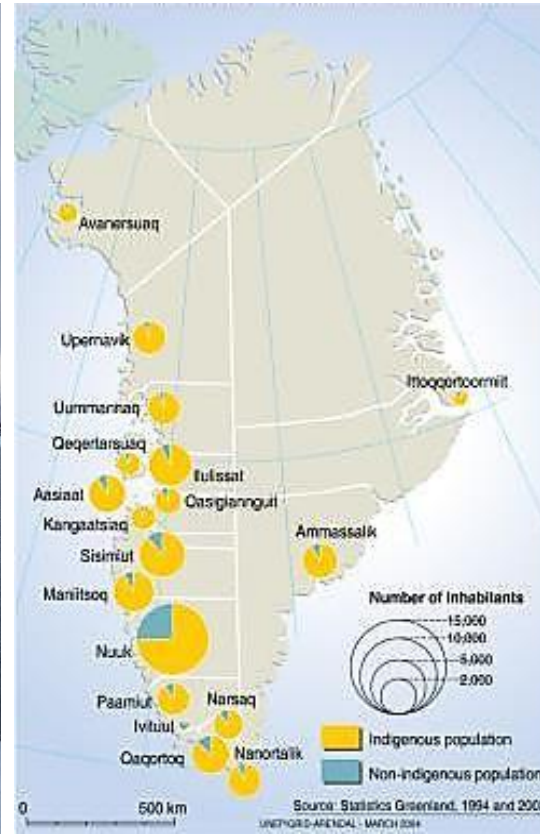 Avanersuaq
Upernavik
Uummannaq
Qeqertarsuaq
Ilulissat
Aasiaat
Qasigiannguit
Kangaatsiaq
Sisimiut
Maniitsoq
Nuuk
Paamiut
Ivituut
Narsaq
Qaqortoq
Nanortalik
Ammassalik
Ittoqqortoormiit
Number of Inhabitants
15,000
10,000
5,000
2,000
Indigenous population
Non-indigenous population
0 500 km
Source: Statistics Greenland, 1994 and
UNEP/GRID-ARENDAL - MARCH 2004